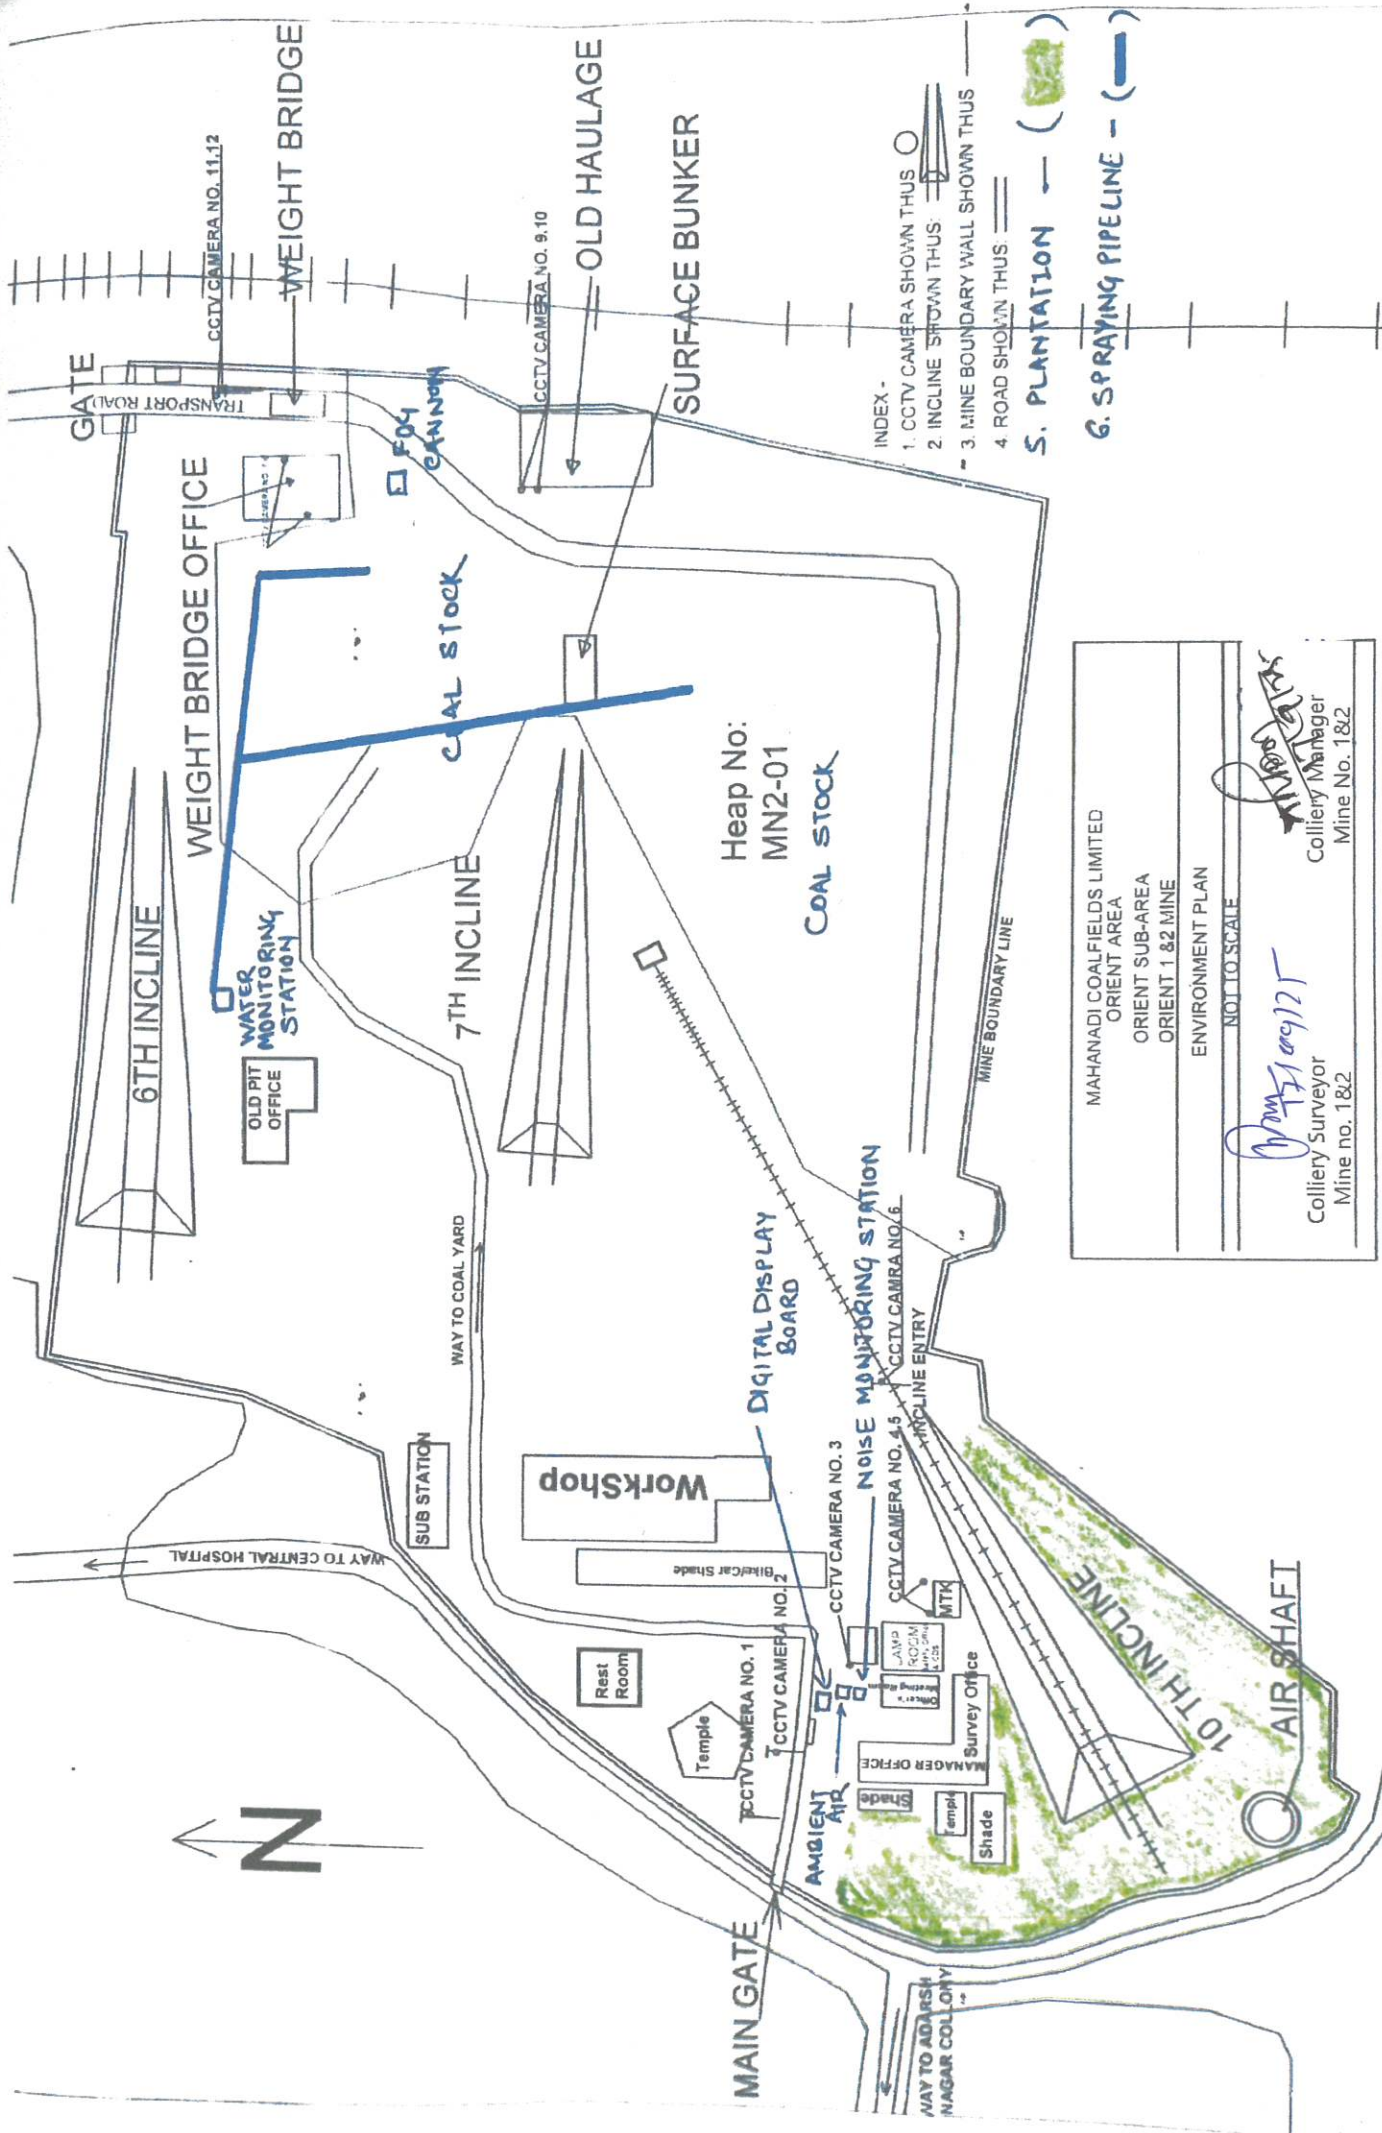 GATE
TRANSPORT ROAD
CCTV CAMERA NO. 11.12
WEIGHT BRIDGE
WEIGHT BRIDGE OFFICE
FOG
CANNON
CCTV CAMERA NO. 9.10
OLD HAULAGE
SURFACE BUNKER
COAL STOCK
6TH INCLINE
WATER
MONITORING
STATION
OLD PIT
OFFICE
7TH INCLINE
Heap No:
MN2-01
COAL STOCK
MINE BOUNDARY LINE
WAY TO COAL YARD
SUB STATION
WAY TO CENTRAL HOSPITAL
WorkShop
Bike/Car Shade
DIGITAL DISPLAY
BOARD
NOISE MONITORING STATION
CCTV CAMRA NO. 6
INCLINE ENTRY
CCTV CAMERA NO. 4.5
CCTV CAMERA NO. 3
CCTV CAMERA NO. 2
CCTV CAMERA NO. 1
Rest
Room
Temple
MTK
LAMP
ROOM
Officer's
Meeting Room
Survey Office
MANAGER OFFICE
Shade
Temple
Shade
AMBIENT
AIR
10 TH INCLINE
AIR SHAFT
MAIN GATE
WAY TO ADARSH
NAGAR COLLONY
N
INDEX -
1. CCTV CAMERA SHOWN THUS
2. INCLINE SHOWN THUS:
3. MINE BOUNDARY WALL SHOWN THUS
4. ROAD SHOWN THUS:
5. PLANTATION - ( )
6. SPRAYING PIPELINE - ( )
MAHANADI COALFIELDS LIMITED
ORIENT AREA
ORIENT SUB-AREA
ORIENT 1 &2 MINE
ENVIRONMENT PLAN
NOT TO SCALE
Colliery Surveyor
Mine no. 1&2
Colliery Manager
Mine No. 1&2